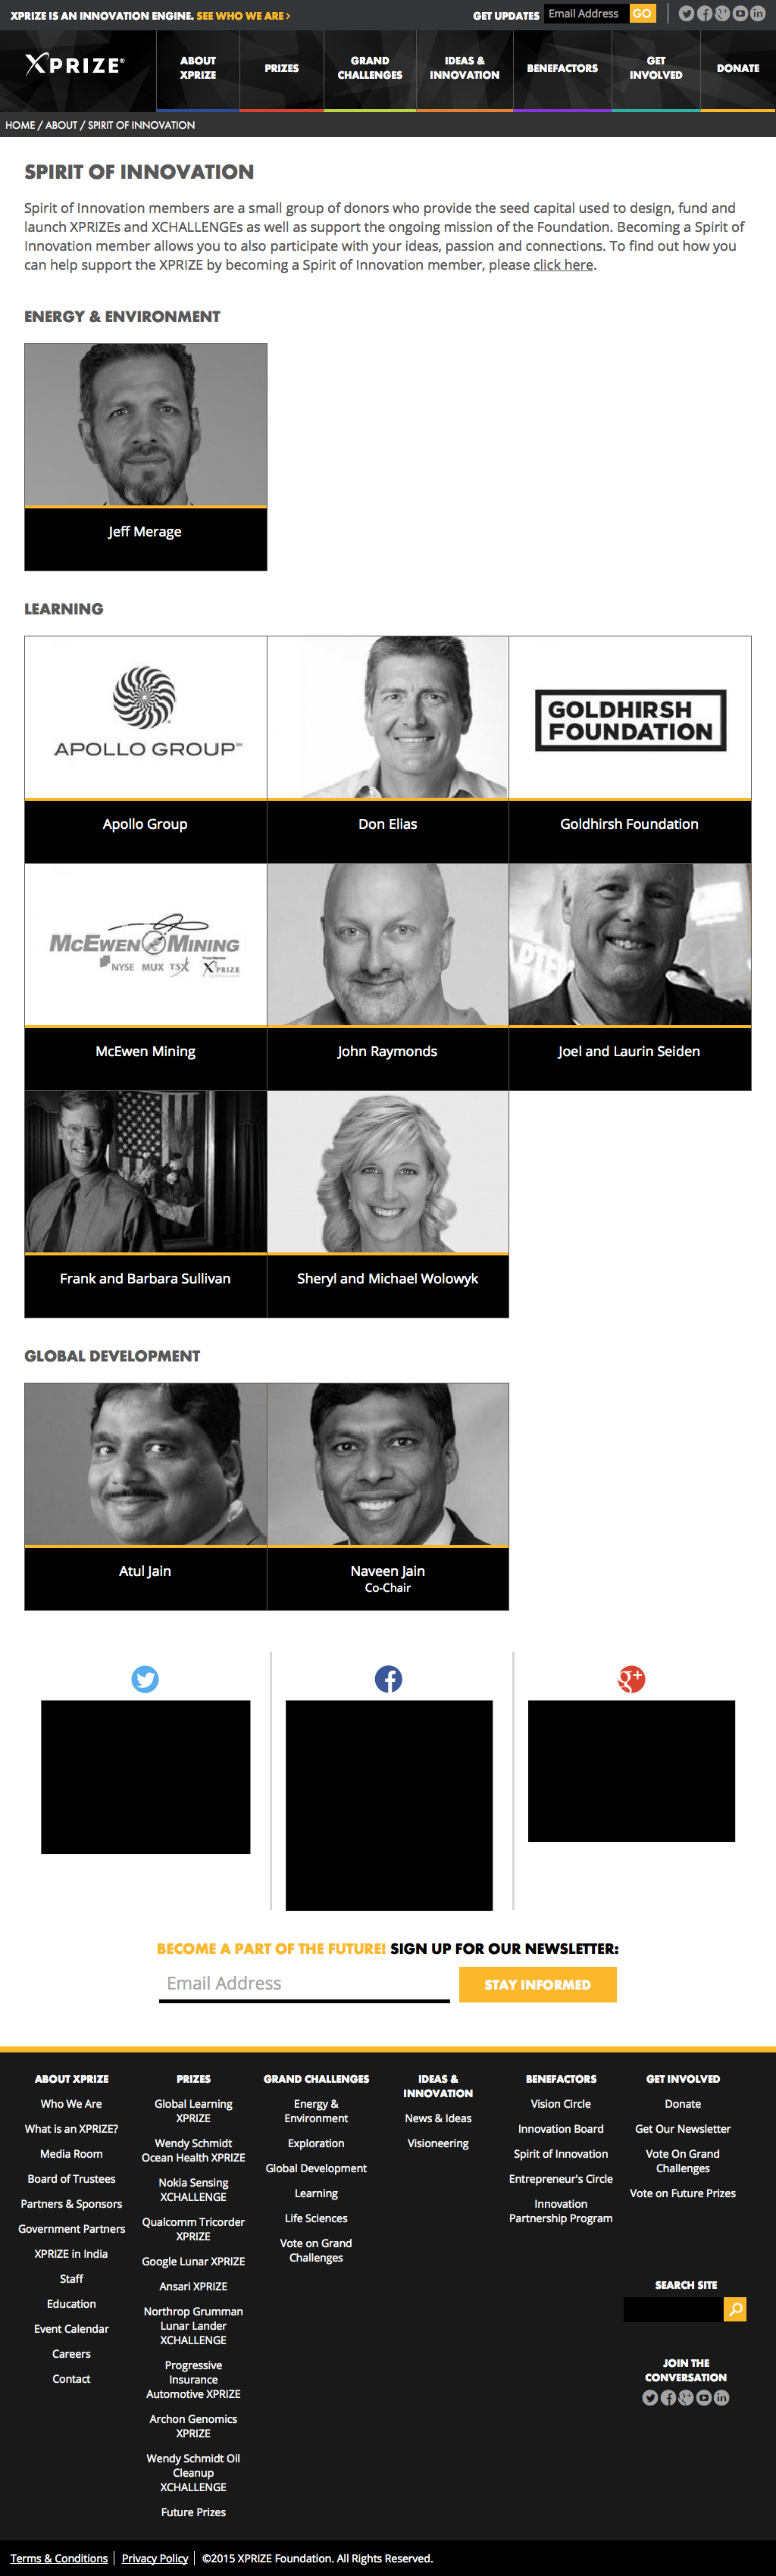 XPRIZE IS AN INNOVATION ENGINE. SEE WHO WE ARE ›
GET UPDATES Email Address GO
XPRIZE®
ABOUT
XPRIZE
PRIZES
GRAND
CHALLENGES
IDEAS &
INNOVATION
BENEFACTORS
GET
INVOLVED
DONATE
HOME / ABOUT / SPIRIT OF INNOVATION
SPIRIT OF INNOVATION
Spirit of Innovation members are a small group of donors who provide the seed capital used to design, fund and
launch XPRIZEs and XCHALLENGEs as well as support the ongoing mission of the Foundation. Becoming a Spirit of
Innovation member allows you to also participate with your ideas, passion and connections. To find out how you
can help support the XPRIZE by becoming a Spirit of Innovation member, please click here.
ENERGY & ENVIRONMENT
Jeff Merage
LEARNING
APOLLO GROUP℠
GOLDHIRSH
FOUNDATION
Apollo Group
Don Elias
Goldhirsh Foundation
MCEWEN MINING
NYSE MUX TSX
XPRIZE
McEwen Mining
John Raymonds
Joel and Laurin Seiden
Frank and Barbara Sullivan
Sheryl and Michael Wolowyk
GLOBAL DEVELOPMENT
Atul Jain
Naveen Jain
Co-Chair
BECOME A PART OF THE FUTURE! SIGN UP FOR OUR NEWSLETTER:
Email Address
STAY INFORMED
ABOUT XPRIZE
Who We Are
What is an XPRIZE?
Media Room
Board of Trustees
Partners & Sponsors
Government Partners
XPRIZE in India
Staff
Education
Event Calendar
Careers
Contact
PRIZES
Global Learning
XPRIZE
Wendy Schmidt
Ocean Health XPRIZE
Nokia Sensing
XCHALLENGE
Qualcomm Tricorder
XPRIZE
Google Lunar XPRIZE
Ansari XPRIZE
Northrop Grumman
Lunar Lander
XCHALLENGE
Progressive
Insurance
Automotive XPRIZE
Archon Genomics
XPRIZE
Wendy Schmidt Oil
Cleanup
XCHALLENGE
Future Prizes
GRAND CHALLENGES
Energy &
Environment
Exploration
Global Development
Learning
Life Sciences
Vote on Grand
Challenges
IDEAS &
INNOVATION
News & Ideas
Visioneering
BENEFACTORS
Vision Circle
Innovation Board
Spirit of Innovation
Entrepreneur's Circle
Innovation
Partnership Program
GET INVOLVED
Donate
Get Our Newsletter
Vote On Grand
Challenges
Vote on Future Prizes
SEARCH SITE
JOIN THE
CONVERSATION
Terms & Conditions | Privacy Policy | ©2015 XPRIZE Foundation. All Rights Reserved.